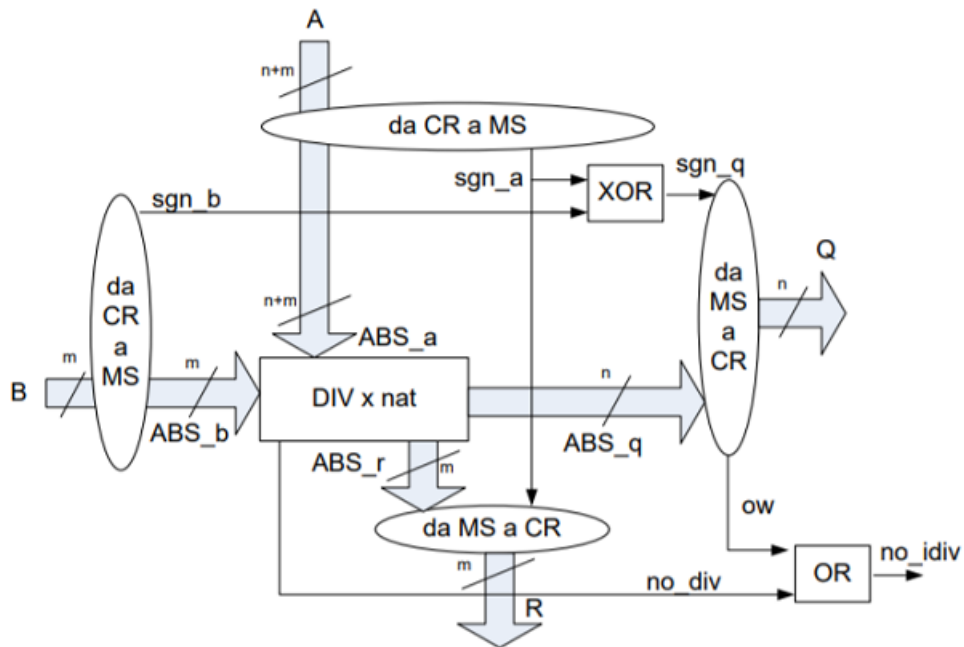 A
n+m
da CR a MS
sgn_a
XOR
sgn_q
sgn_b
da
CR
a
MS
da
MS
a
CR
Q
n
n+m
ABS_a
B
m
m
ABS_b
DIV x nat
n
ABS_q
ABS_r
m
da MS a CR
ow
m
R
no_div
OR
no_idiv